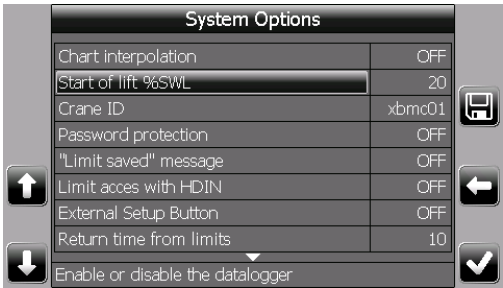 System Options
Chart interpolation OFF
Start of lift %SWL 20
Crane ID xbmc01
Password protection OFF
"Limit saved" message OFF
Limit acces with HDIN OFF
External Setup Button OFF
Return time from limits 10
Enable or disable the datalogger